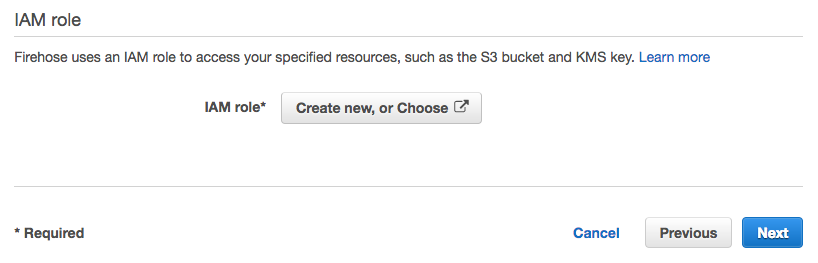 IAM role
Firehose uses an IAM role to access your specified resources, such as the S3 bucket and KMS key. Learn more
IAM role* Create new, or Choose
* Required Cancel Previous Next